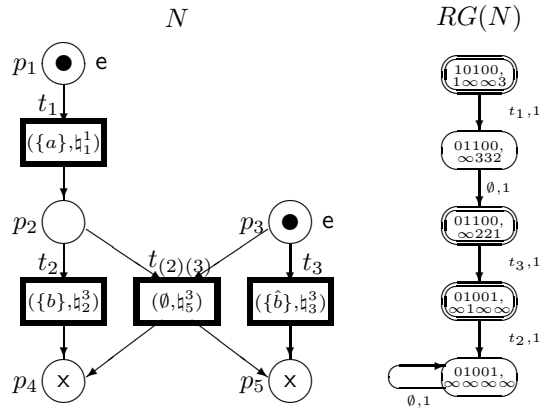 N
RG(N)
p₁ e
t₁
({a},♮₁¹)
p₂
p₃ e
t₂
t₍₂₎₍₃₎
t₃
({b},♮₂³)
(∅,♮₅³)
({b̂},♮₃³)
p₄ x
p₅ x
10100,
1∞∞3
t₁,1
01100,
∞332
∅,1
01100,
∞221
t₃,1
01001,
∞1∞∞
t₂,1
01001,
∞∞∞∞
∅,1